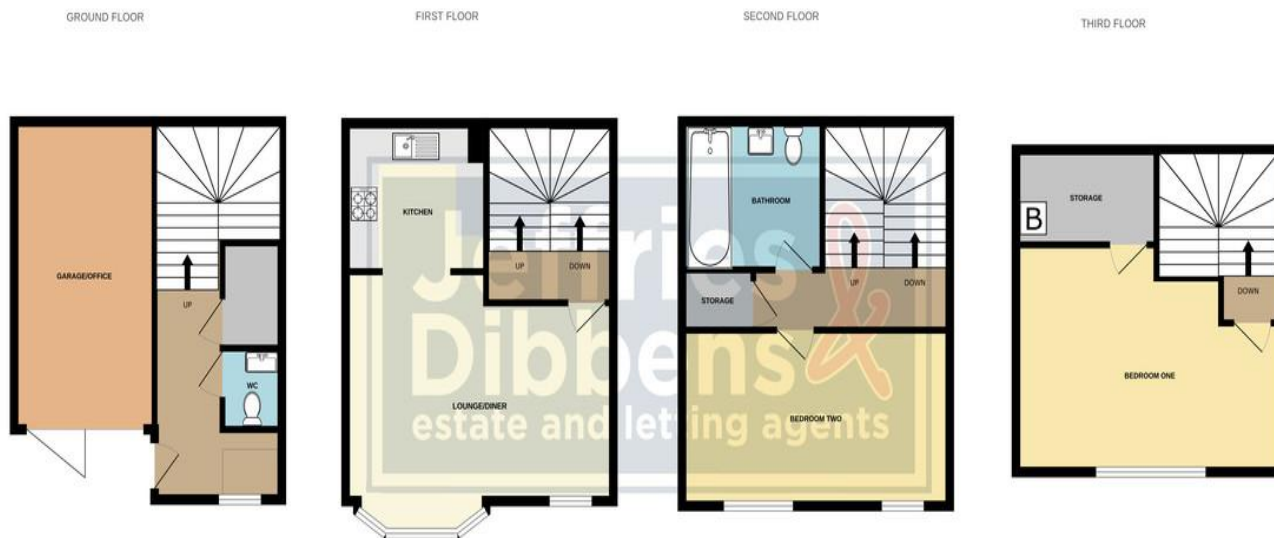 GROUND FLOOR
FIRST FLOOR
SECOND FLOOR
THIRD FLOOR
GARAGE/OFFICE
UP
WC
KITCHEN
UP
DOWN
LOUNGE/DINER
BATHROOM
UP
DOWN
STORAGE
BEDROOM TWO
STORAGE
B
DOWN
BEDROOM ONE
Jeffries &
Dibbens
estate and letting agents